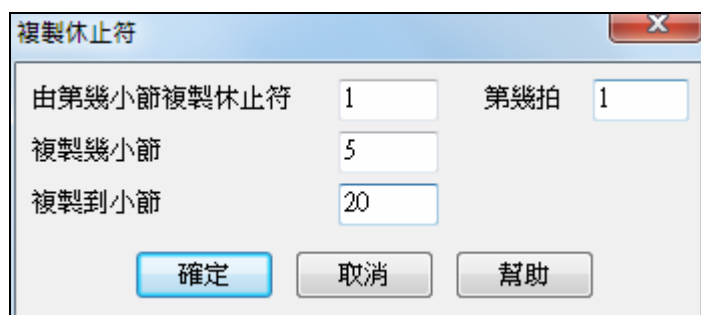 複製休止符
由第幾小節複製休止符 1 第幾拍 1
複製幾小節 5
複製到小節 20
確定 取消 幫助